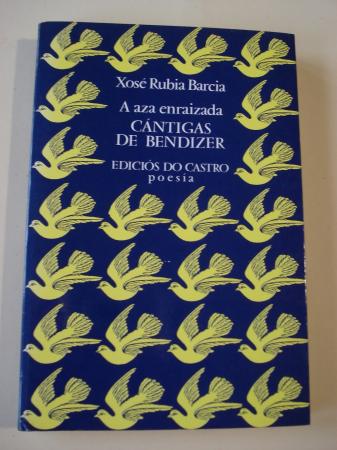 Xosé Rubia Barcia
A aza enraizada
CÁNTIGAS
DE BENDIZER
EDICIÓS DO CASTRO
poesía